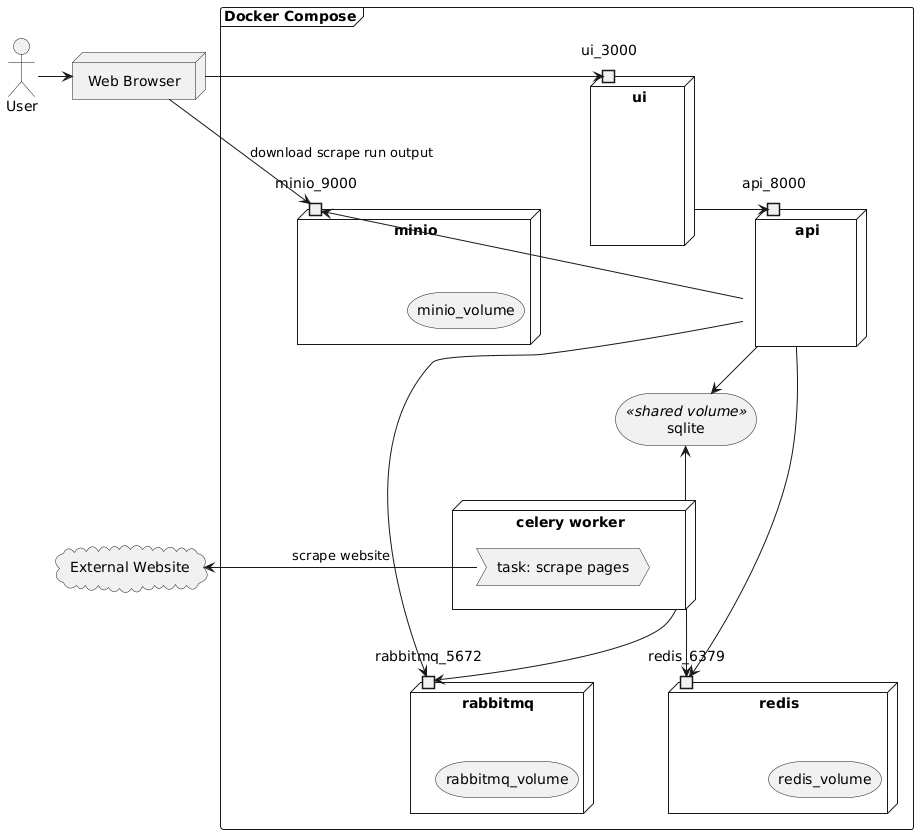 Docker Compose
ui_3000
User
Web Browser
ui
download scrape run output
minio_9000
api_8000
minio
api
minio_volume
«shared volume»
sqlite
celery worker
scrape website
External Website
task: scrape pages
rabbitmq_5672
redis_6379
rabbitmq
redis
rabbitmq_volume
redis_volume